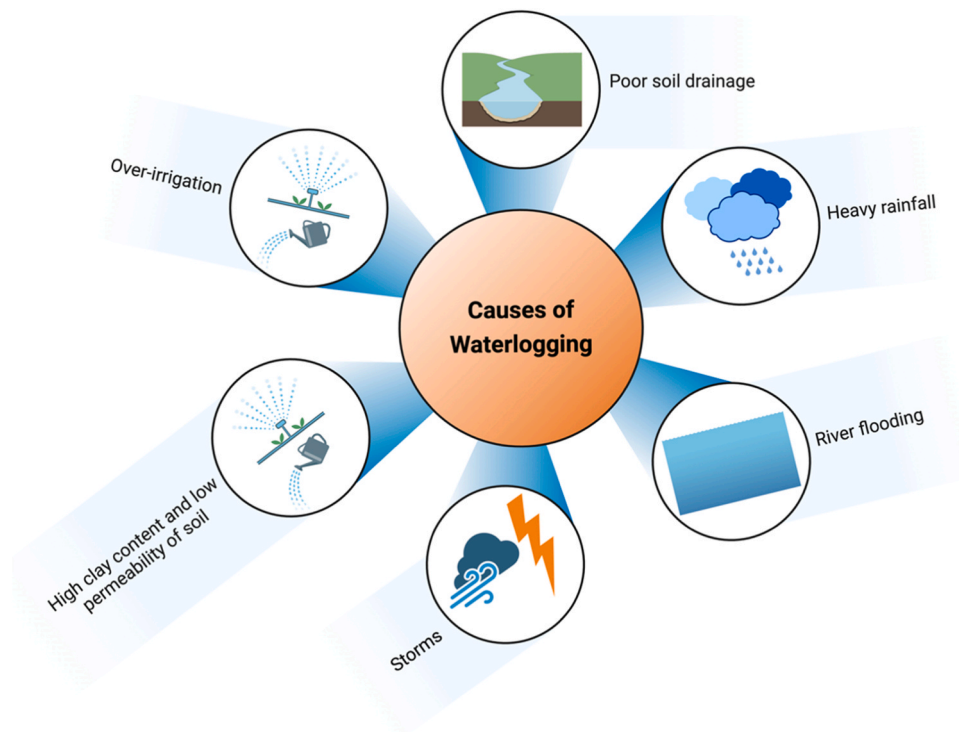 Poor soil drainage
Over-irrigation
Heavy rainfall
Causes of
Waterlogging
River flooding
High clay content and low
permeability of soil
Storms